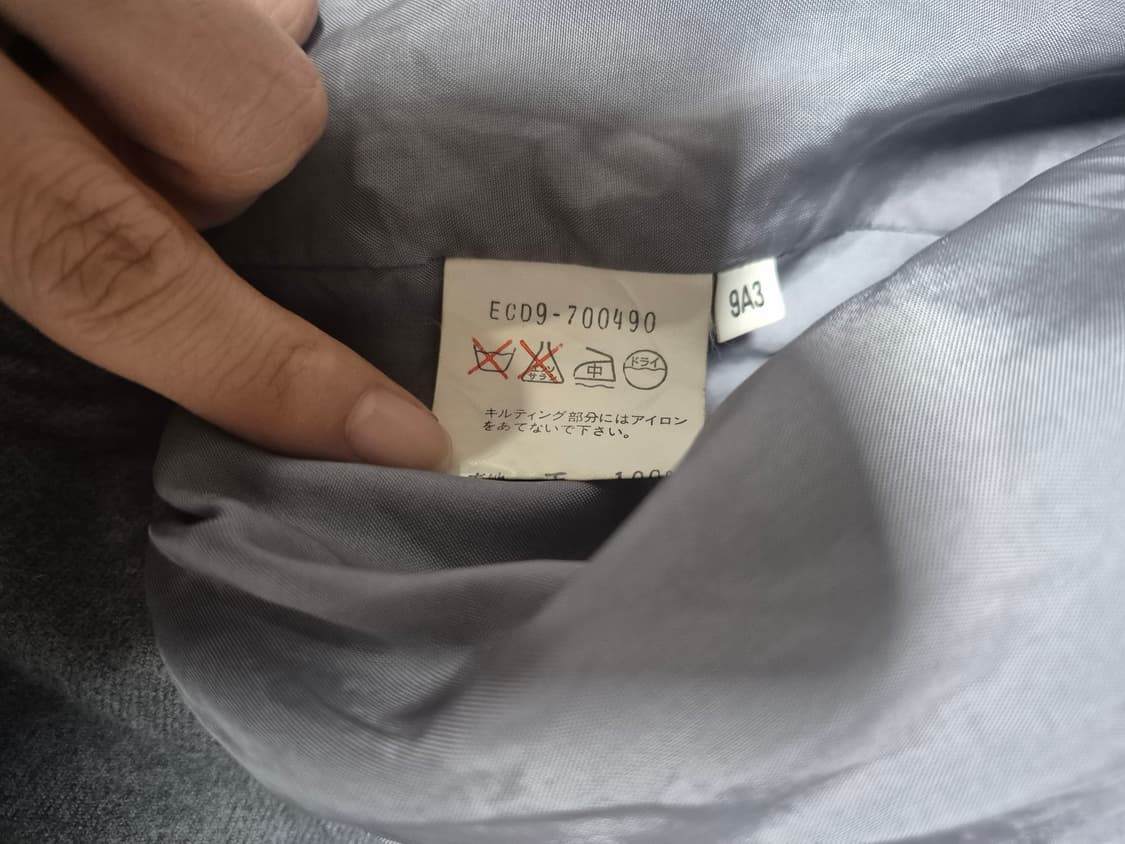 ECD9-700490
9A3
中
ドライ
キルティング部分にはアイロン
をあてないで下さい。